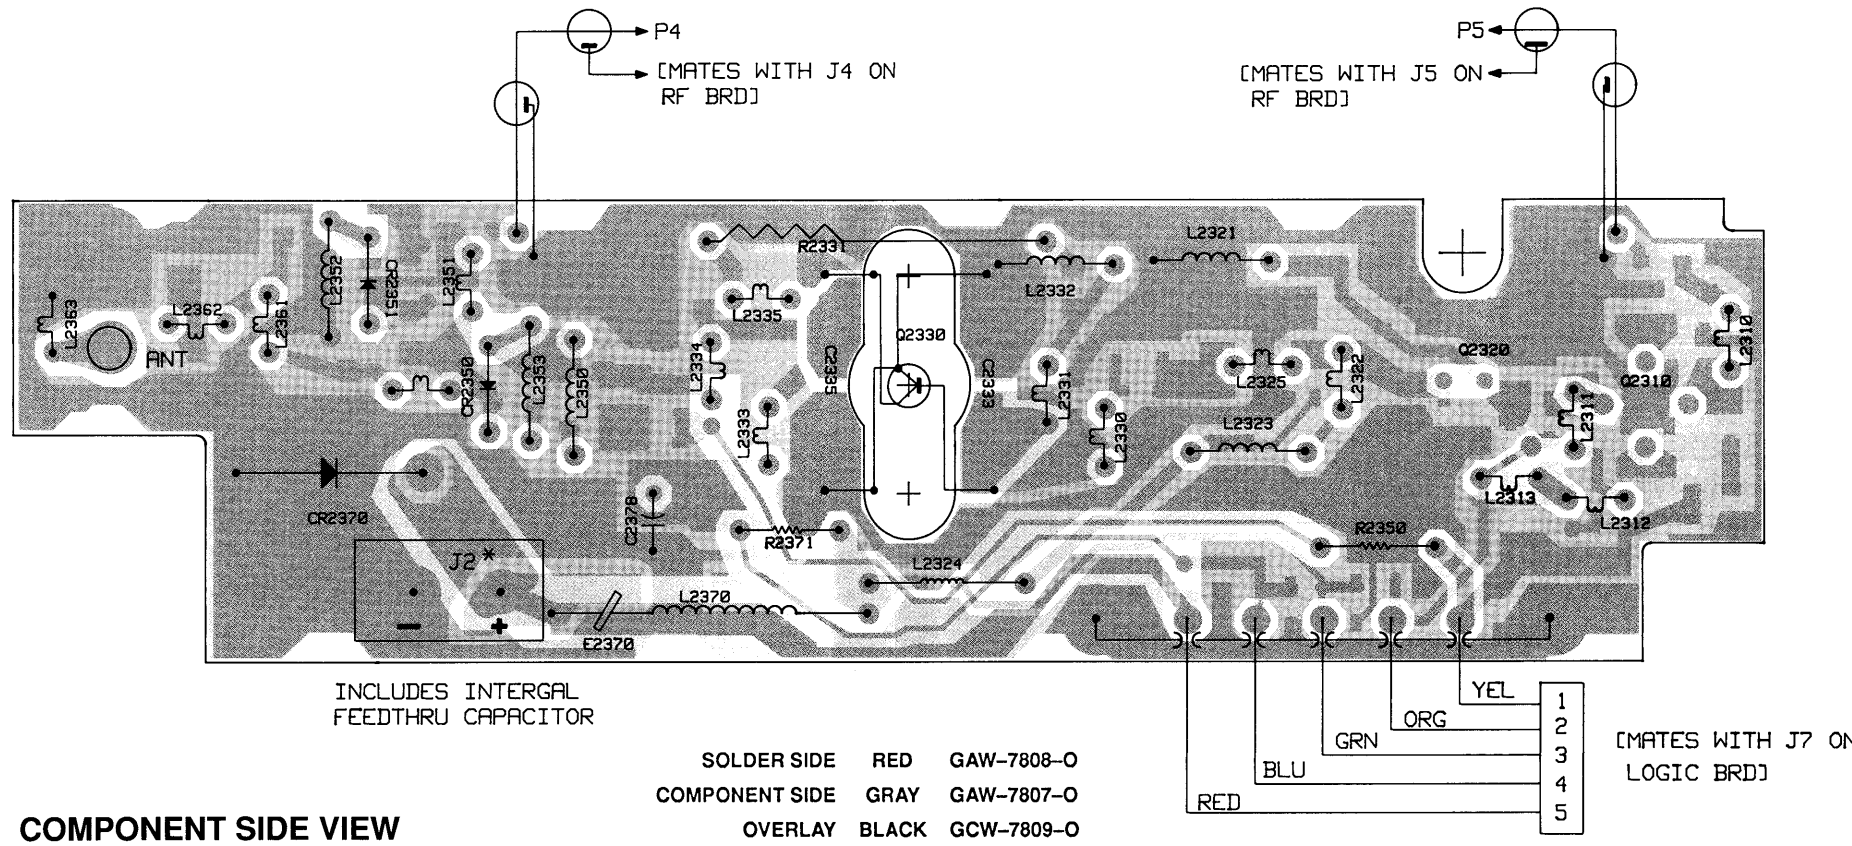 P4
[MATES WITH J4 ON
RF BRD]
P5
[MATES WITH J5 ON
RF BRD]
L2363
ANT
L2362
L2361
L2352
CR2351
L2351
CR2350
L2353
L2350
R2331
L2335
L2334
L2333
C2335
Q2330
C2333
L2332
L2331
L2330
L2321
L2325
L2322
L2323
Q2320
L2311
Q2310
L2310
L2313
L2312
CR2370
J2*
− +
C2378
R2371
L2324
R2350
L2370
E2370
INCLUDES INTERGAL
FEEDTHRU CAPACITOR
YEL 1
ORG 2
GRN 3
BLU 4
RED 5
[MATES WITH J7 ON
LOGIC BRD]
SOLDER SIDE RED GAW–7808–O
COMPONENT SIDE GRAY GAW–7807–O
OVERLAY BLACK GCW–7809–O
COMPONENT SIDE VIEW